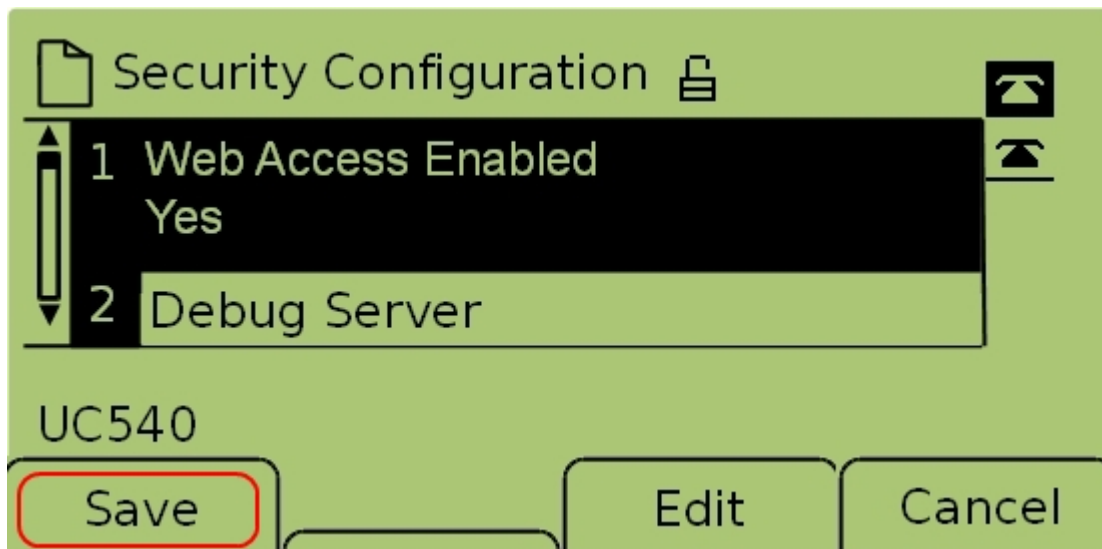 Security Configuration
1 Web Access Enabled
Yes
2 Debug Server
UC540
Save Edit Cancel